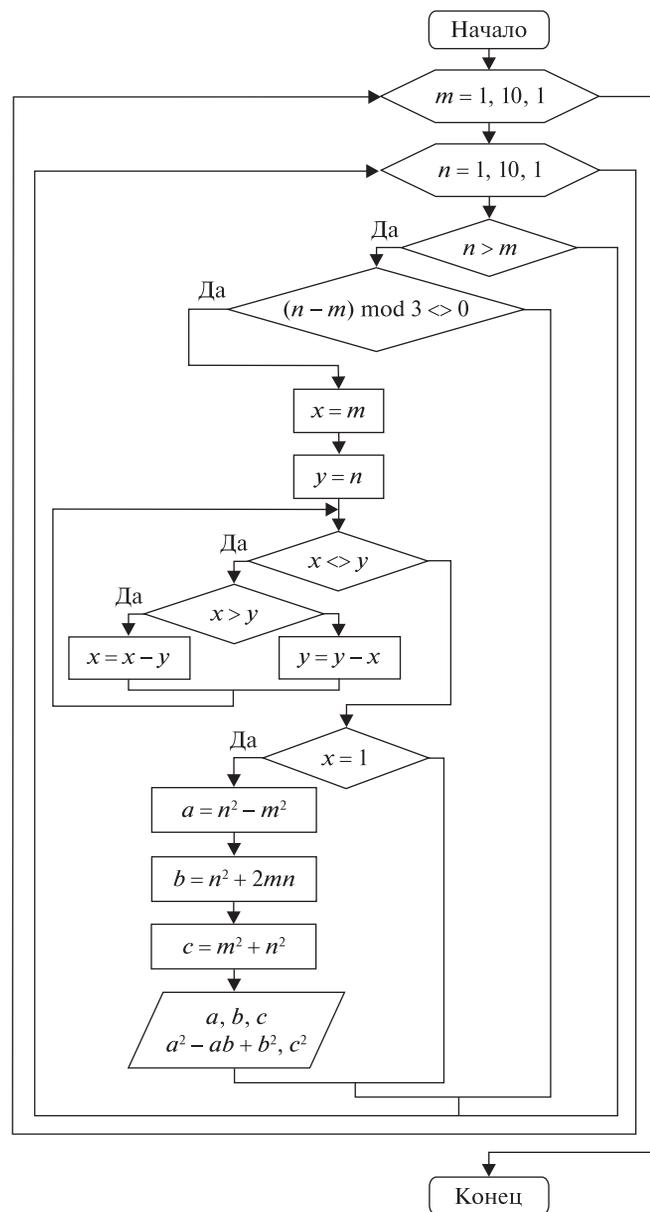 Начало
m = 1, 10, 1
n = 1, 10, 1
Да
n > m
Да
(n – m) mod 3 <> 0
x = m
y = n
Да
x <> y
Да
x > y
x = x – y
y = y – x
Да
x = 1
a = n² – m²
b = n² + 2mn
c = m² + n²
a, b, c
a² – ab + b², c²
Конец